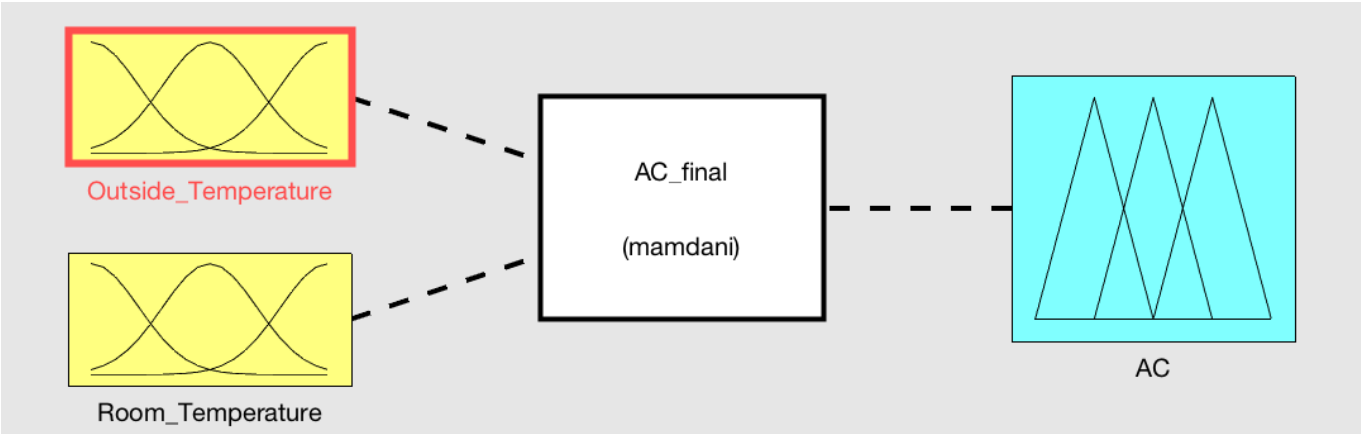 Outside_Temperature
Room_Temperature
AC_final
(mamdani)
AC